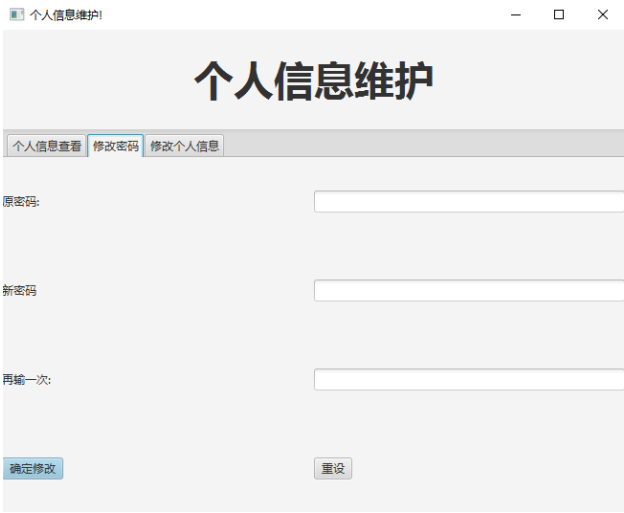 个人信息维护!
个人信息维护
个人信息查看 修改密码 修改个人信息
原密码:
新密码
再输一次:
确定修改 重设